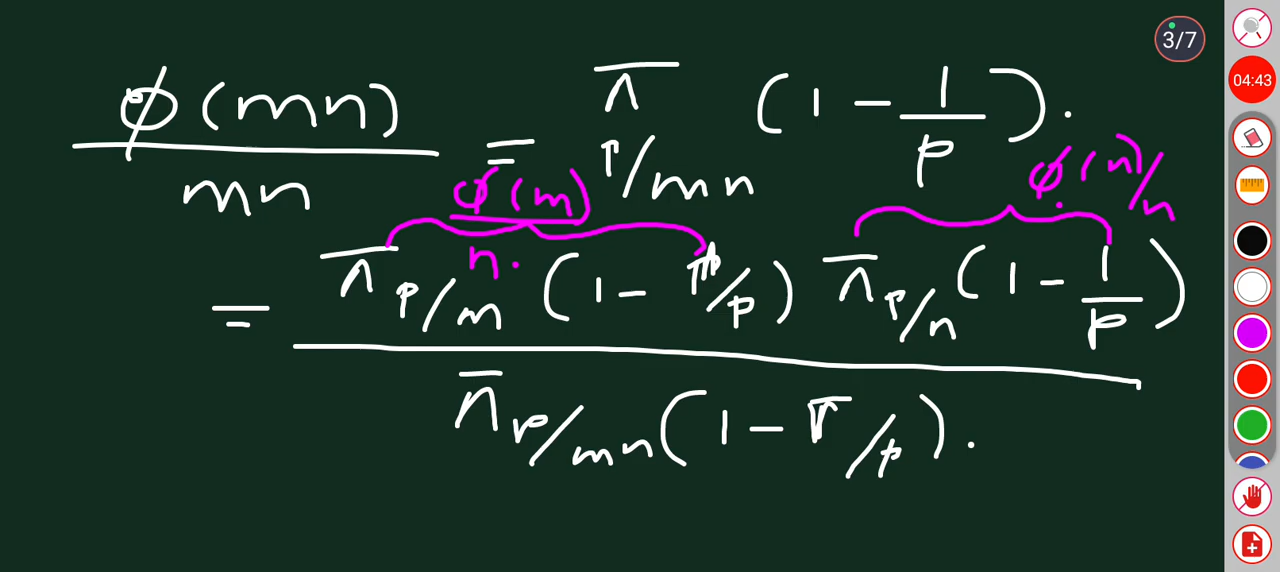 3/7
04:43
ϕ(mn)/mn = π p/mn (1 - 1/p).
ϕ(m)/n. ϕ(n)/n
= π p/m (1 - 1/p) π p/n (1 - 1/p)
π p/mn (1 - 1/p).